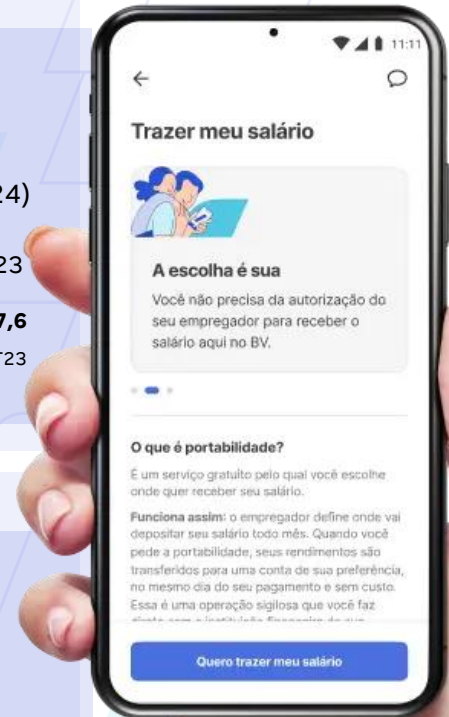 24)
23
7,6
T23
11:11
Trazer meu salário
A escolha é sua
Você não precisa da autorização do
seu empregador para receber o
salário aqui no BV.
O que é portabilidade?
É um serviço gratuito pelo qual você escolhe
onde quer receber seu salário.
Funciona assim: o empregador define onde vai
depositar seu salário todo mês. Quando você
pede a portabilidade, seus rendimentos são
transferidos para uma conta de sua preferência,
no mesmo dia do seu pagamento e sem custo.
Essa é uma operação sigilosa que você faz
Quero trazer meu salário